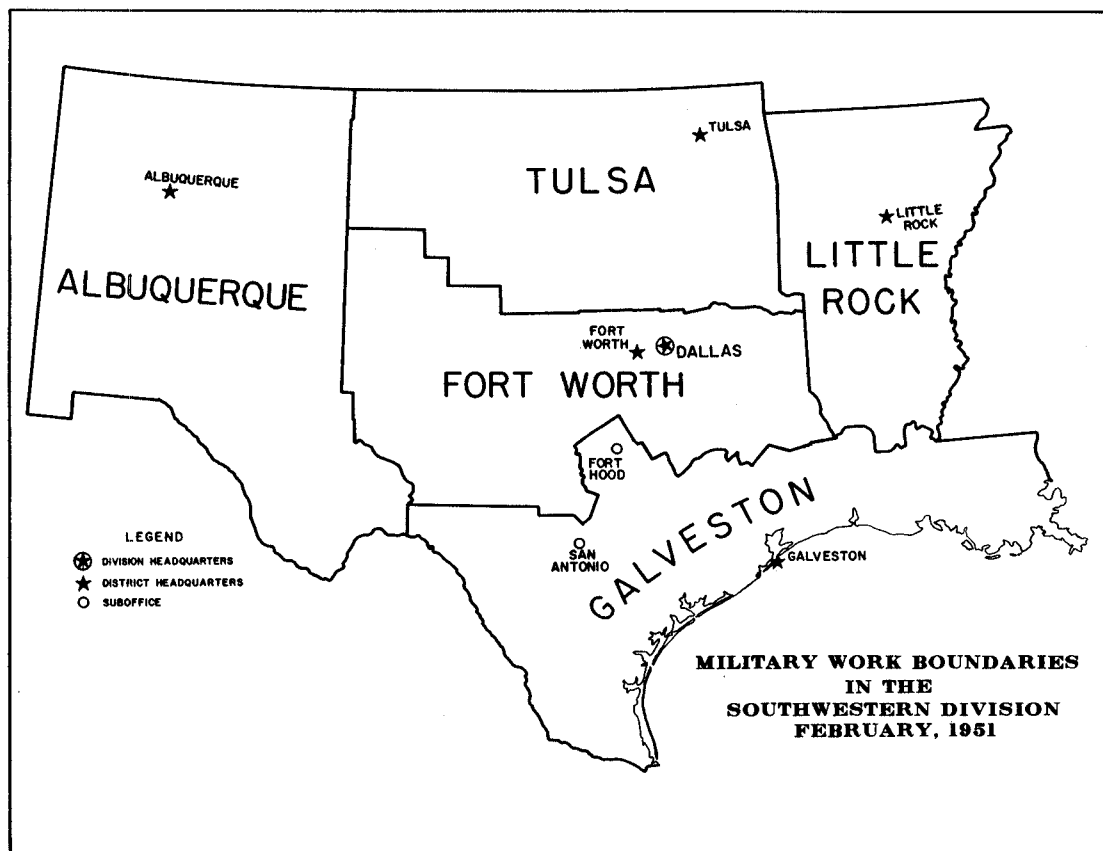 TULSA
TULSA
ALBUQUERQUE
ALBUQUERQUE
LITTLE
ROCK
LITTLE
ROCK
FORT
WORTH
DALLAS
FORT WORTH
FORT
HOOD
GALVESTON
SAN
ANTONIO
GALVESTON
LEGEND
DIVISION HEADQUARTERS
DISTRICT HEADQUARTERS
SUBOFFICE
MILITARY WORK BOUNDARIES
IN THE
SOUTHWESTERN DIVISION
FEBRUARY, 1951